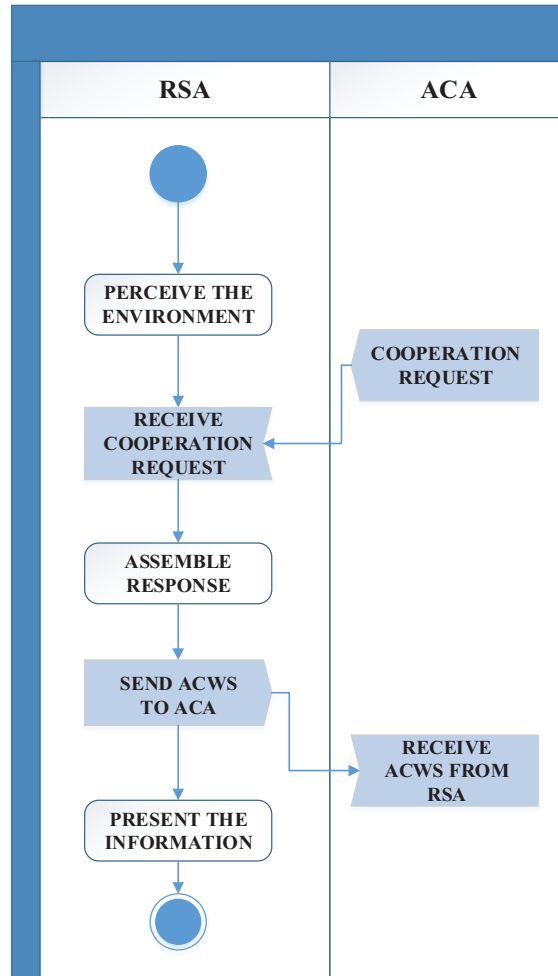 RSA
ACA
PERCEIVE THE
ENVIRONMENT
COOPERATION
REQUEST
RECEIVE
COOPERATION
REQUEST
ASSEMBLE
RESPONSE
SEND ACWS
TO ACA
RECEIVE
ACWS FROM
RSA
PRESENT THE
INFORMATION